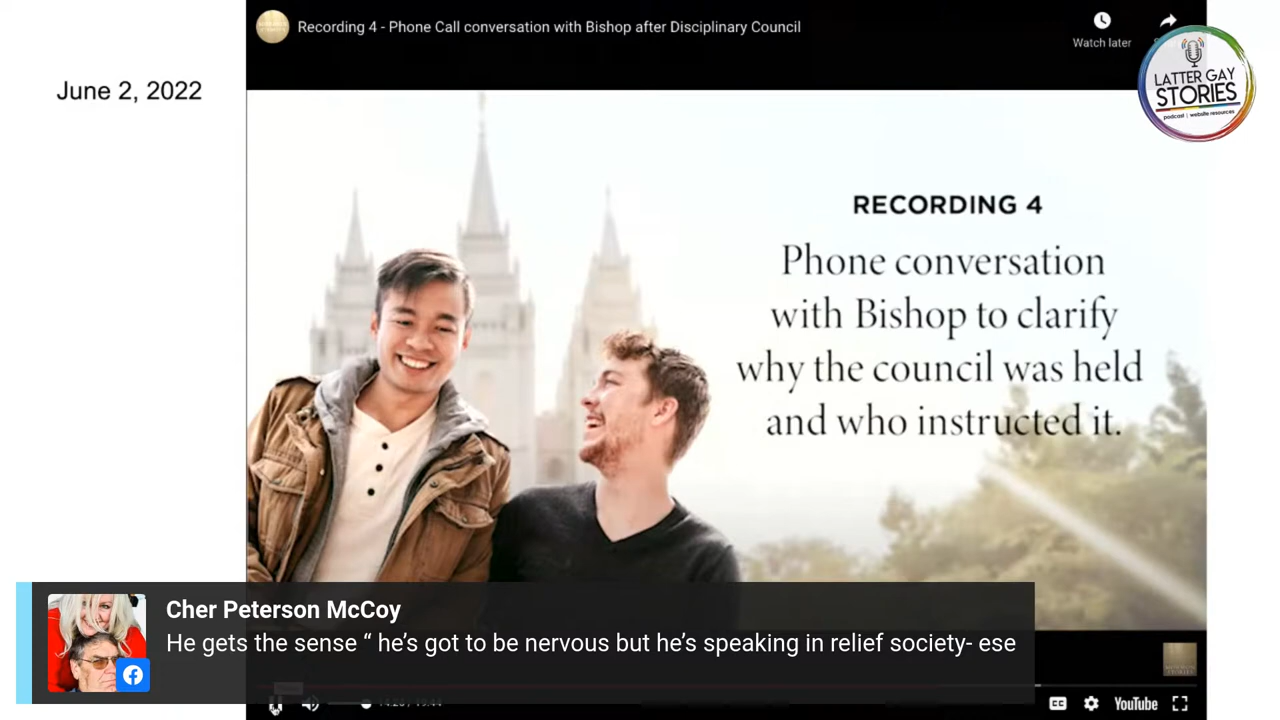 Recording 4 - Phone Call conversation with Bishop after Disciplinary Council
Watch later
June 2, 2022
LATTER GAY
STORIES
podcast | website resources
RECORDING 4
Phone conversation
with Bishop to clarify
why the council was held
and who instructed it.
Cher Peterson McCoy
He gets the sense “ he’s got to be nervous but he’s speaking in relief society- ese
CC
YouTube